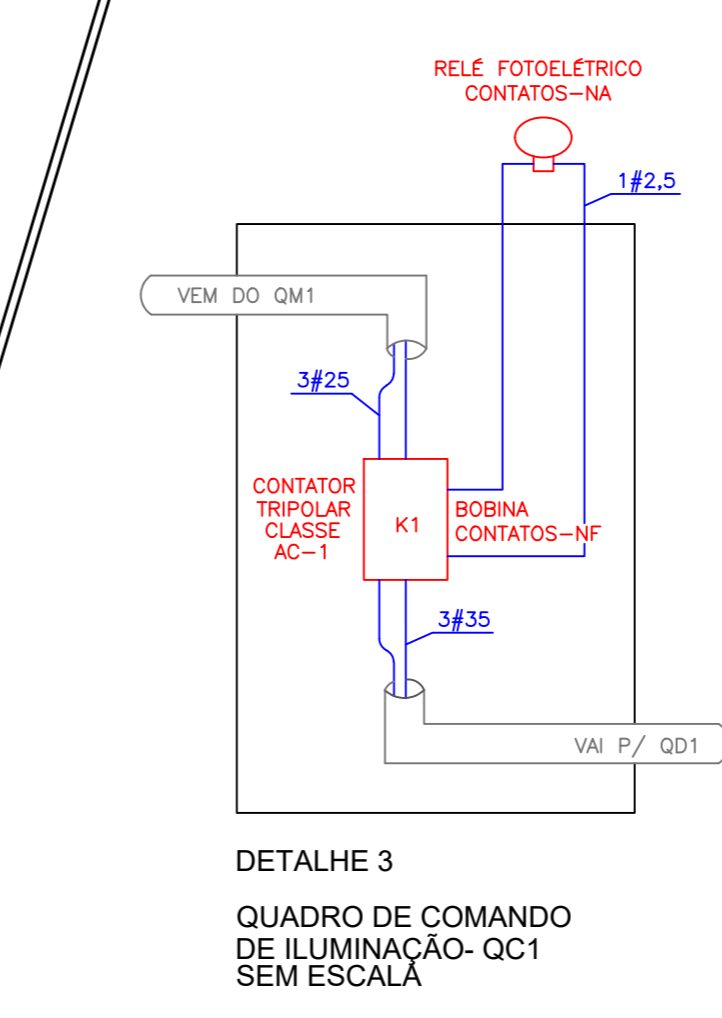 RELÉ FOTOELÉTRICO
CONTATOS-NA
1#2,5
VEM DO QM1
3#25
CONTATOR
TRIPOLAR
CLASSE
AC-1
K1
BOBINA
CONTATOS-NF
3#35
VAI P/ QD1
DETALHE 3
QUADRO DE COMANDO
DE ILUMINAÇÃO- QC1
SEM ESCALA